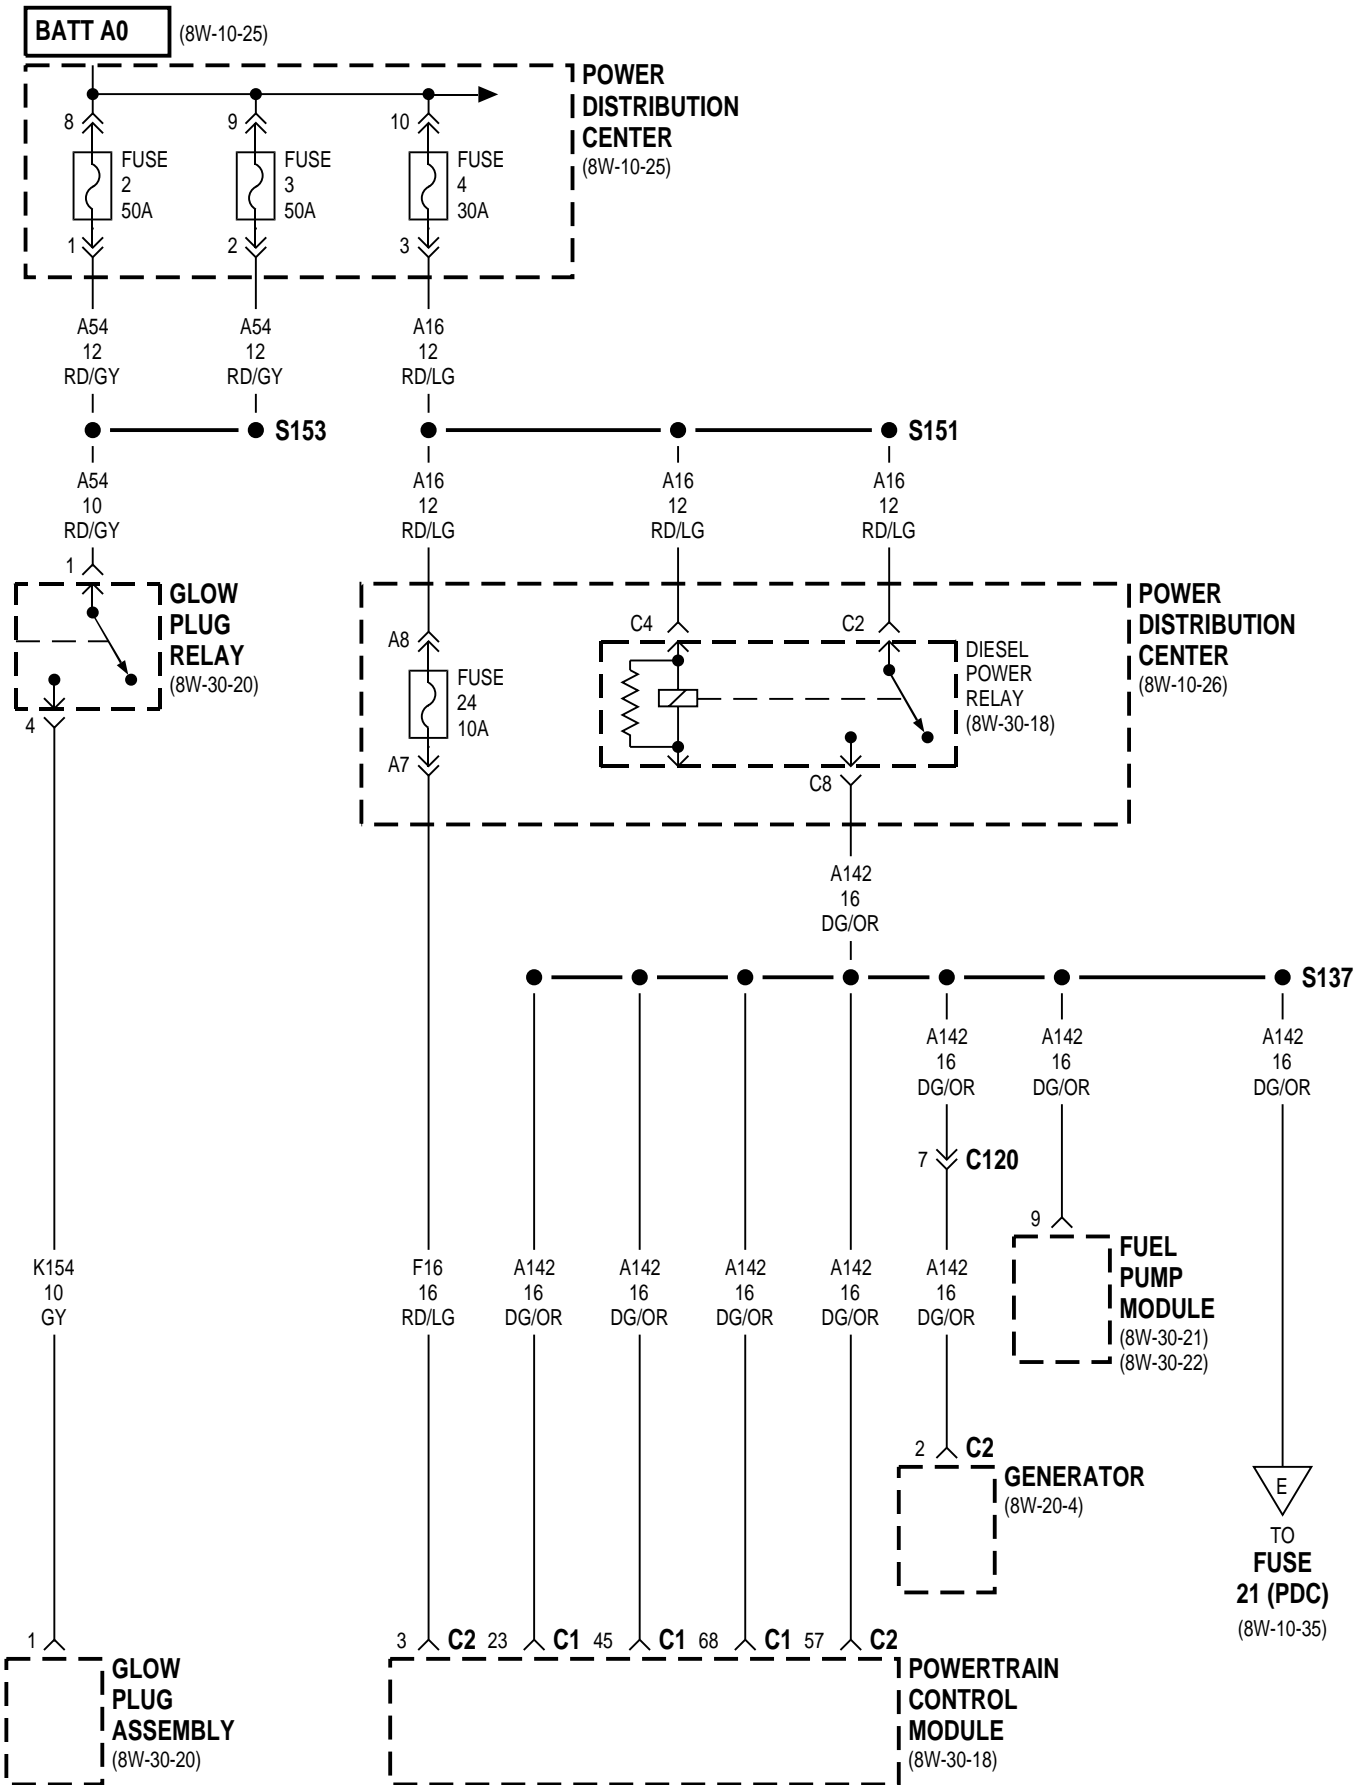 BATT A0 (8W-10-25)
POWER
DISTRIBUTION
CENTER
(8W-10-25)
8 9 10
FUSE FUSE FUSE
2 3 4
50A 50A 30A
1 2 3
A54 A54 A16
12 12 12
RD/GY RD/GY RD/LG
S153 S151
A54 A16 A16 A16
10 12 12 12
RD/GY RD/LG RD/LG RD/LG
1
GLOW
PLUG
RELAY
(8W-30-20)
4
POWER
DISTRIBUTION
CENTER
(8W-10-26)
A8 C4 C2
FUSE
24
10A
A7
DIESEL
POWER
RELAY
(8W-30-18)
C8
A142
16
DG/OR
S137
A142 A142 A142
16 16 16
DG/OR DG/OR DG/OR
7 C120
9
FUEL
PUMP
MODULE
(8W-30-21)
(8W-30-22)
K154 F16 A142 A142 A142 A142 A142
10 16 16 16 16 16 16
GY RD/LG DG/OR DG/OR DG/OR DG/OR DG/OR
2 C2
GENERATOR
(8W-20-4)
E
TO
FUSE
21 (PDC)
(8W-10-35)
1 3 C2 23 C1 45 C1 68 C1 57 C2
GLOW
PLUG
ASSEMBLY
(8W-30-20)
POWERTRAIN
CONTROL
MODULE
(8W-30-18)